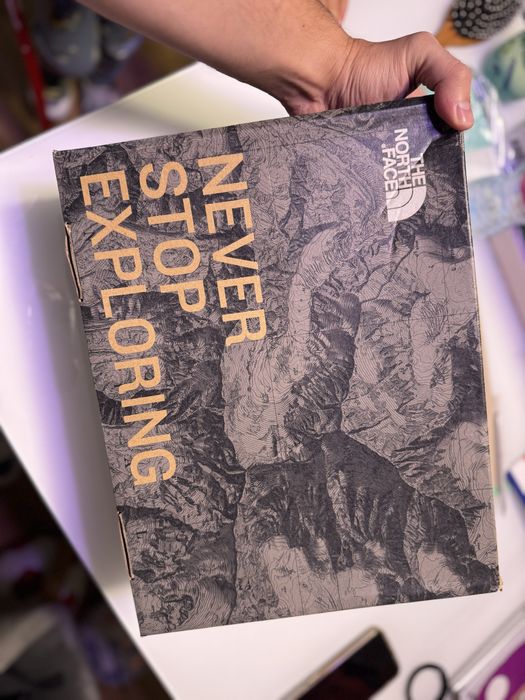 THE
NORTH
FACE
NEVER
STOP
EXPLORING